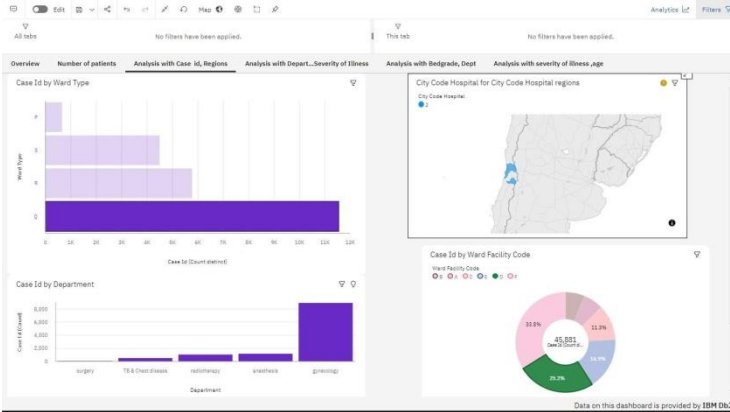 Edit
Map
Analytics
Filters
All tabs
No filters have been applied.
This tab
No filters have been applied.
Overview
Number of patients
Analysis with Case id, Regions
Analysis with Depart...Severity of Illness
Analysis with Bedgrade, Dept
Analysis with severity of illness ,age
Case Id by Ward Type
Ward Type
P
S
R
Q
0 1K 2K 3K 4K 5K 6K 7K 8K 9K 10K 11K 12K
Case Id (Count distinct)
City Code Hospital for City Code Hospital regions
City Code Hospital
2
Case Id by Department
Case Id (Count)
8,000
6,000
4,000
2,000
0
surgery
TB & Chest disease
radiotherapy
anesthesia
gynecology
Department
Case Id by Ward Facility Code
Ward Facility Code
B A C E D F
33.8%
11.3%
29.2%
45,881
Case Id (Count di...
Data on this dashboard is provided by IBM Db2